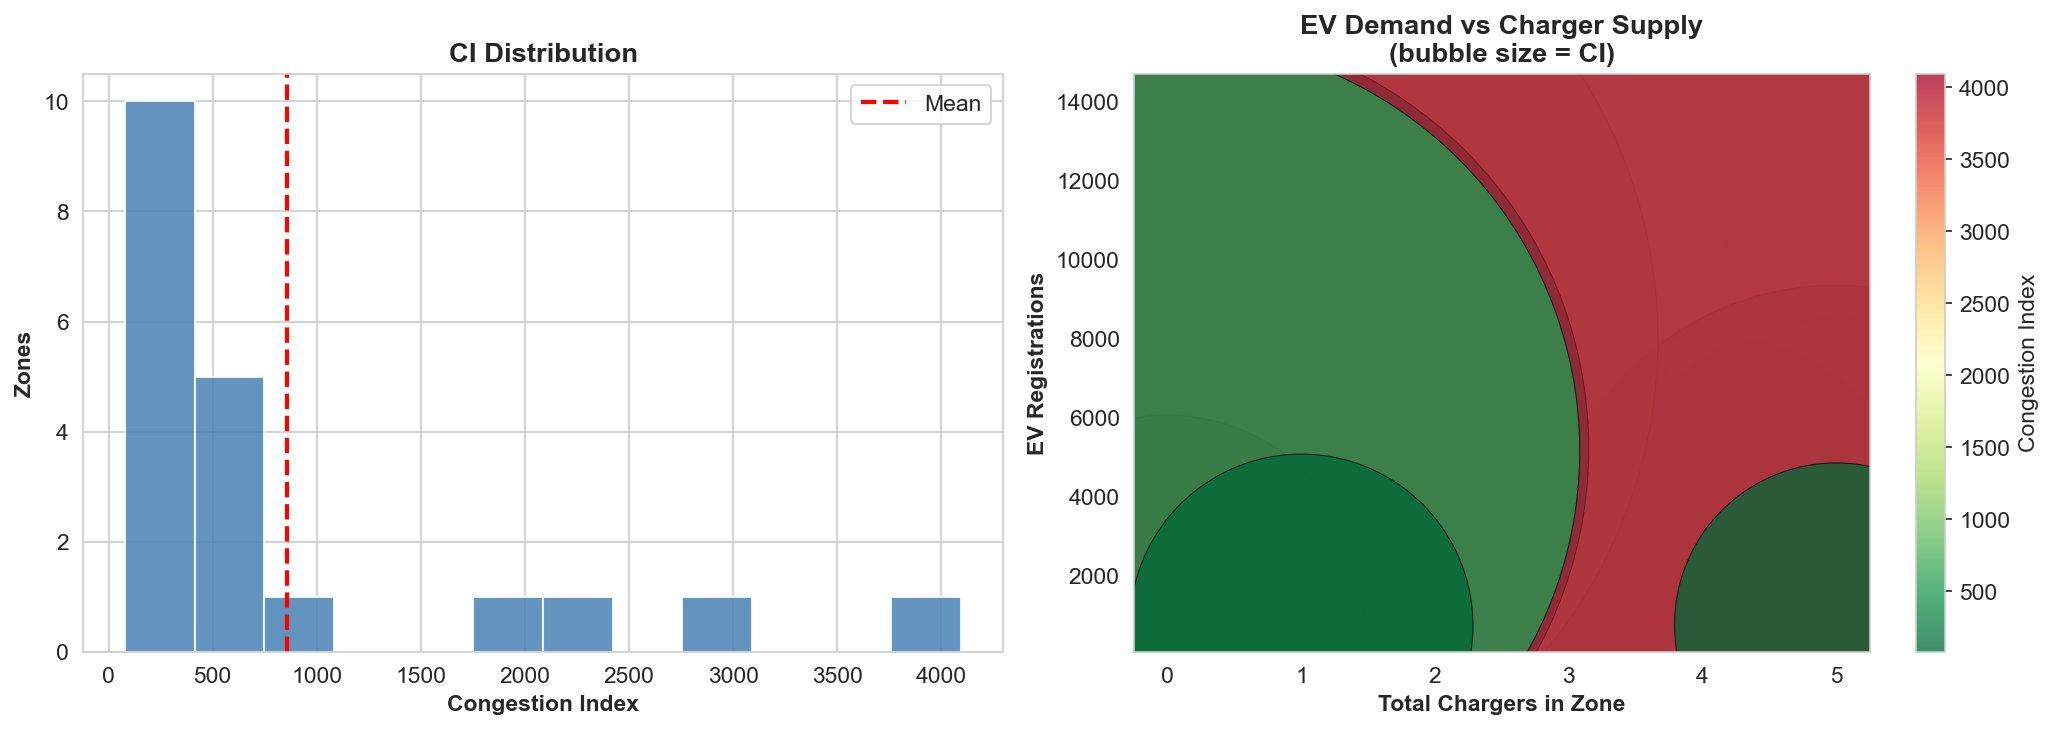 CI Distribution
Mean
10
8
6
4
2
0
Zones
0 500 1000 1500 2000 2500 3000 3500 4000
Congestion Index
EV Demand vs Charger Supply
(bubble size = CI)
14000
12000
10000
8000
6000
4000
2000
EV Registrations
0 1 2 3 4 5
Total Chargers in Zone
4000
3500
3000
2500
2000
1500
1000
500
Congestion Index